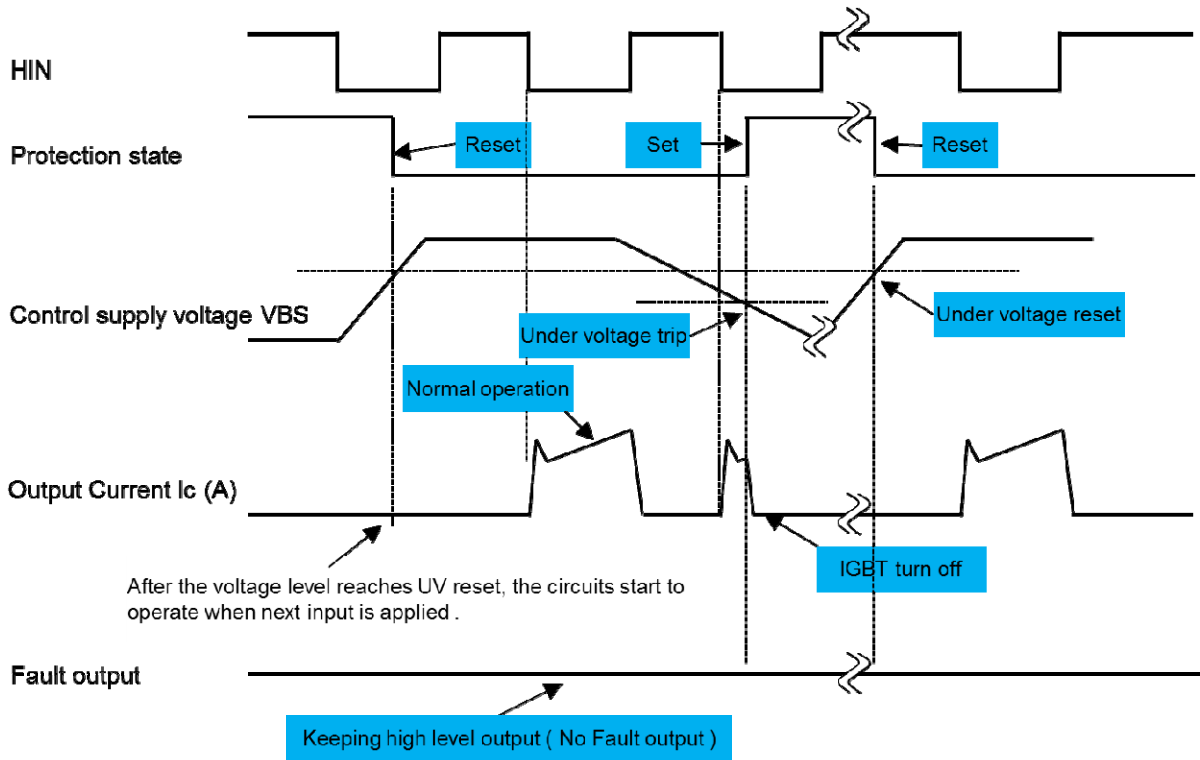 HIN
Protection state
Reset
Set
Reset
Control supply voltage VBS
Under voltage reset
Under voltage trip
Normal operation
Output Current Ic (A)
IGBT turn off
After the voltage level reaches UV reset, the circuits start to
operate when next input is applied .
Fault output
Keeping high level output ( No Fault output )